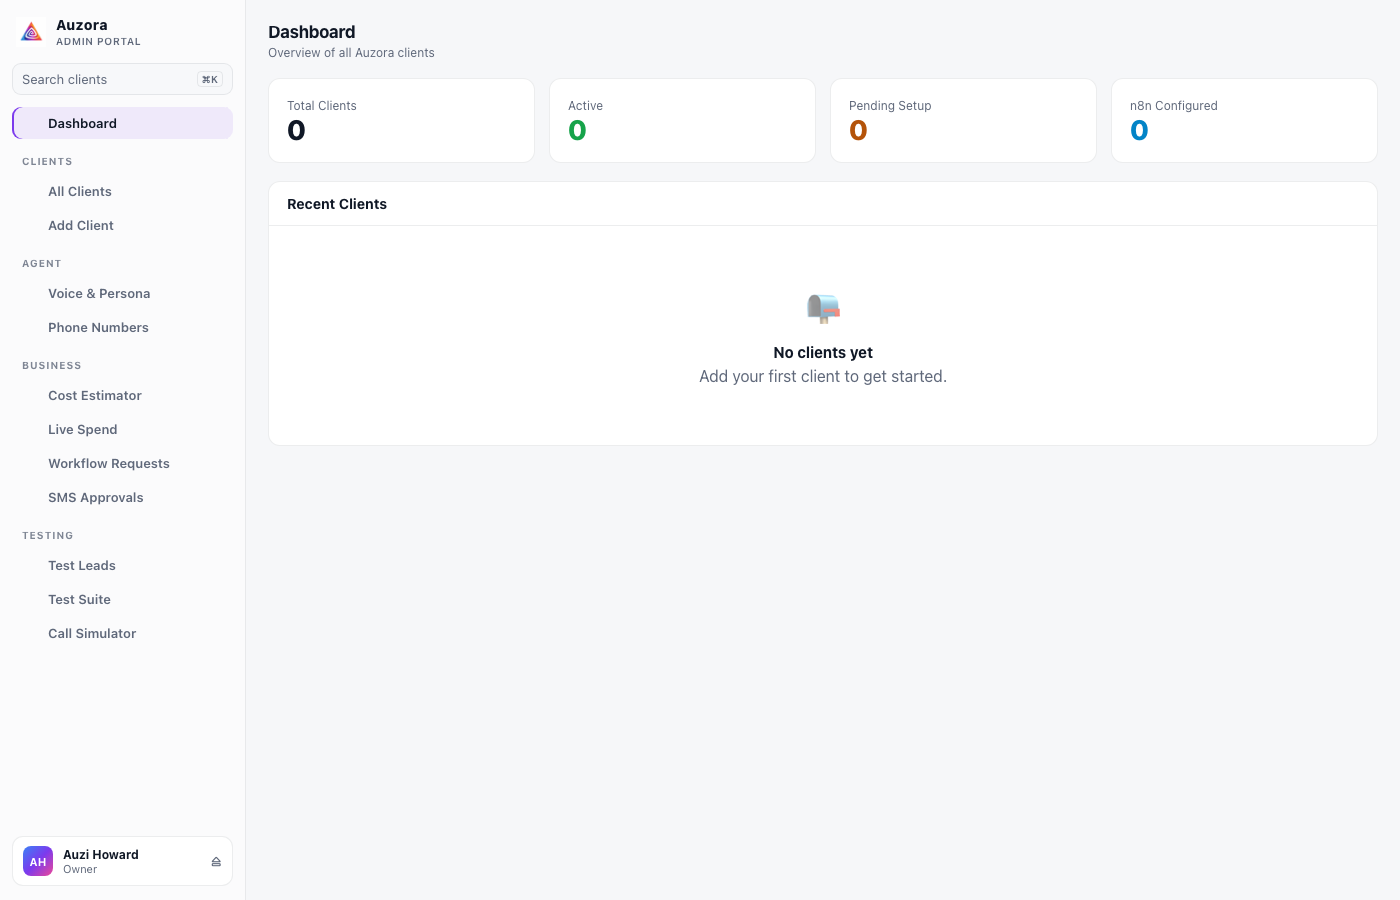 Auzora
ADMIN PORTAL
Search clients
⌘K
Dashboard
CLIENTS
All Clients
Add Client
AGENT
Voice & Persona
Phone Numbers
BUSINESS
Cost Estimator
Live Spend
Workflow Requests
SMS Approvals
TESTING
Test Leads
Test Suite
Call Simulator
AH
Auzi Howard
Owner
Dashboard
Overview of all Auzora clients
Total Clients
0
Active
0
Pending Setup
0
n8n Configured
0
Recent Clients
No clients yet
Add your first client to get started.